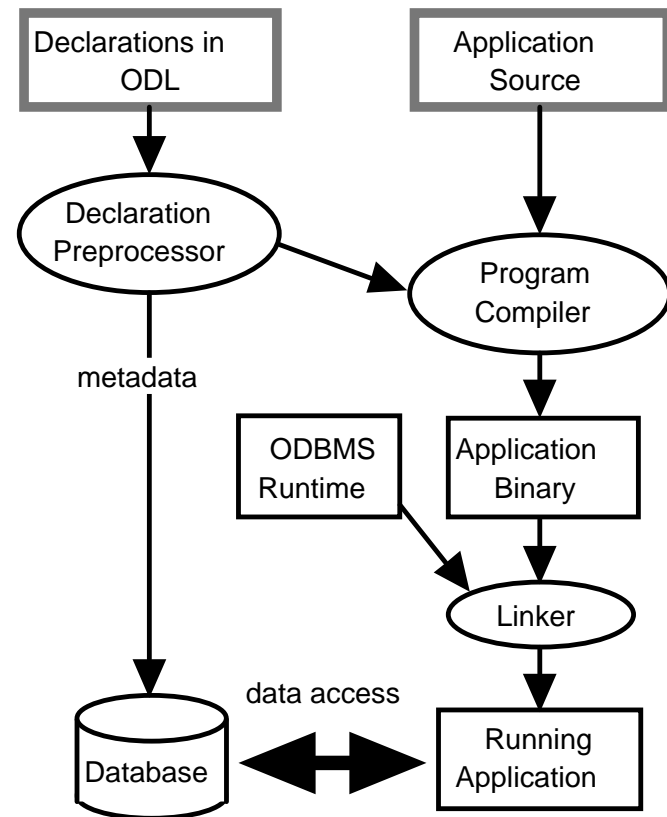 Declarations in
ODL
Application
Source
Declaration
Preprocessor
Program
Compiler
metadata
ODBMS
Runtime
Application
Binary
Linker
data access
Database
Running
Application